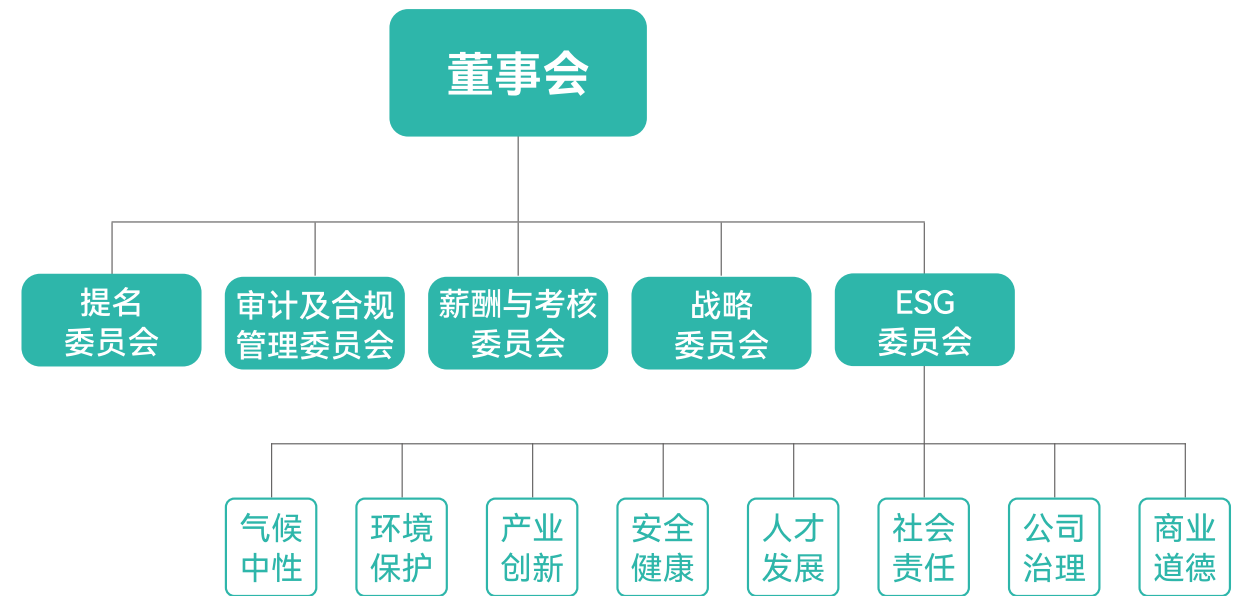 董事会
提名
委员会
审计及合规
管理委员会
薪酬与考核
委员会
战略
委员会
ESG
委员会
气候
中性
环境
保护
产业
创新
安全
健康
人才
发展
社会
责任
公司
治理
商业
道德